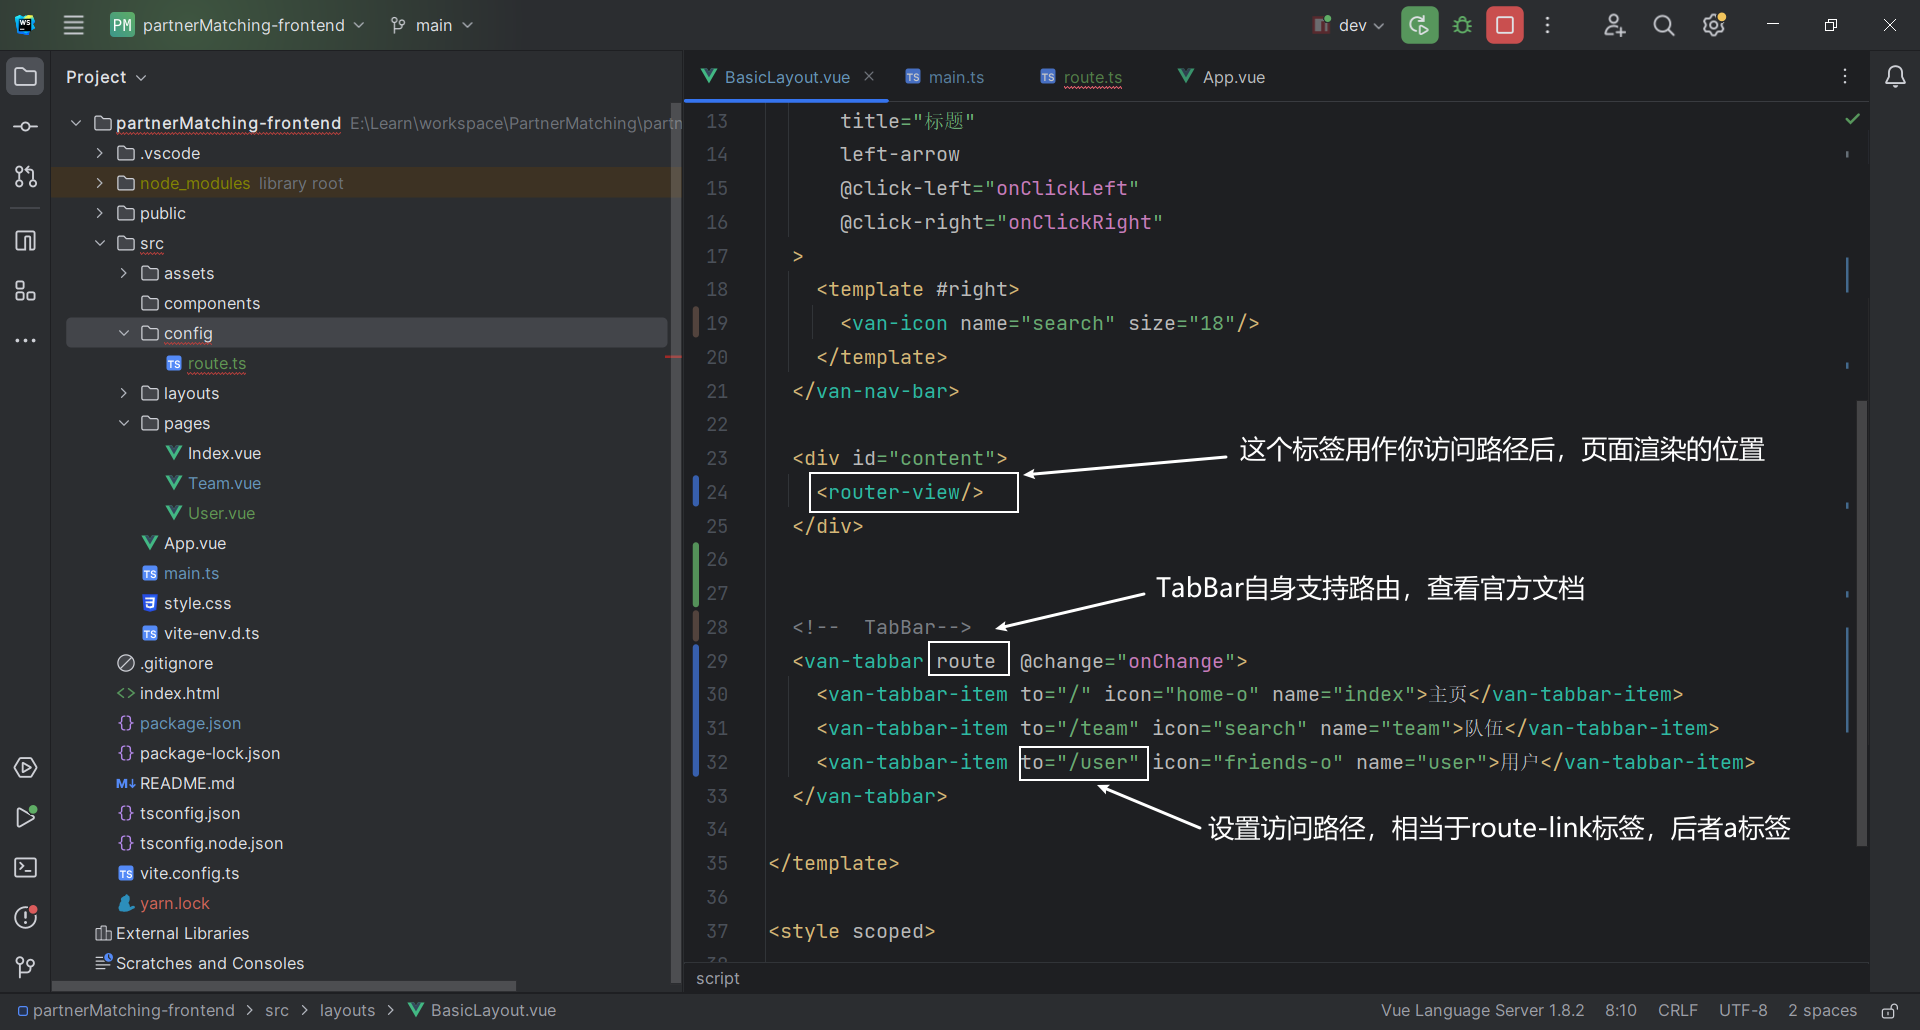 PM partnerMatching-frontend main dev
Project
BasicLayout.vue main.ts route.ts App.vue
partnerMatching-frontend E:\Learn\workspace\PartnerMatching\partn
.vscode
node_modules library root
public
src
assets
components
config
route.ts
layouts
pages
Index.vue
Team.vue
User.vue
App.vue
main.ts
style.css
vite-env.d.ts
.gitignore
index.html
package.json
package-lock.json
README.md
tsconfig.json
tsconfig.node.json
vite.config.ts
yarn.lock
External Libraries
Scratches and Consoles
13 title="标题"
14 left-arrow
15 @click-left="onClickLeft"
16 @click-right="onClickRight"
17 >
18 <template #right>
19 <van-icon name="search" size="18"/>
20 </template>
21 </van-nav-bar>
22
这个标签用作你访问路径后，页面渲染的位置
23 <div id="content">
24 <router-view/>
25 </div>
26
27
TabBar自身支持路由，查看官方文档
28 <!--  TabBar-->
29 <van-tabbar route @change="onChange">
30 <van-tabbar-item to="/" icon="home-o" name="index">主页</van-tabbar-item>
31 <van-tabbar-item to="/team" icon="search" name="team">队伍</van-tabbar-item>
32 <van-tabbar-item to="/user" icon="friends-o" name="user">用户</van-tabbar-item>
33 </van-tabbar>
34
设置访问路径，相当于route-link标签，后者a标签
35 </template>
36
37 <style scoped>
script
partnerMatching-frontend > src > layouts > BasicLayout.vue
Vue Language Server 1.8.2 8:10 CRLF UTF-8 2 spaces